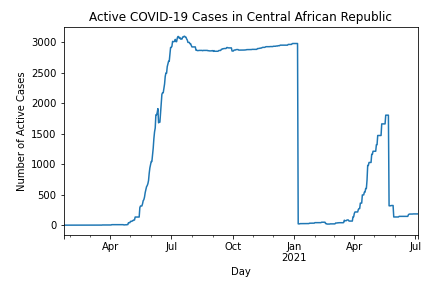 Active COVID-19 Cases in Central African Republic
Number of Active Cases
3000
2500
2000
1500
1000
500
0
Apr
Jul
Oct
Jan
2021
Apr
Jul
Day